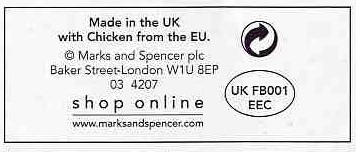 Made in the UK
with Chicken from the EU.
© Marks and Spencer plc
Baker Street-London W1U 8EP
03 4207
shop online
www.marksandspencer.com
UK FB001
EEC